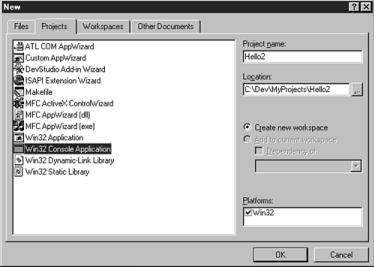 New
Files Projects Workspaces Other Documents
ATL COM AppWizard
Custom AppWizard
DevStudio Add-in Wizard
ISAPI Extension Wizard
Makefile
MFC ActiveX ControlWizard
MFC AppWizard (dll)
MFC AppWizard (exe)
Win32 Application
Win32 Console Application
Win32 Dynamic-Link Library
Win32 Static Library
Project name:
Hello2
Location:
C:\Dev\MyProjects\Hello2
...
Create new workspace
Add to current workspace
Dependency of:
Platforms:
Win32
OK Cancel